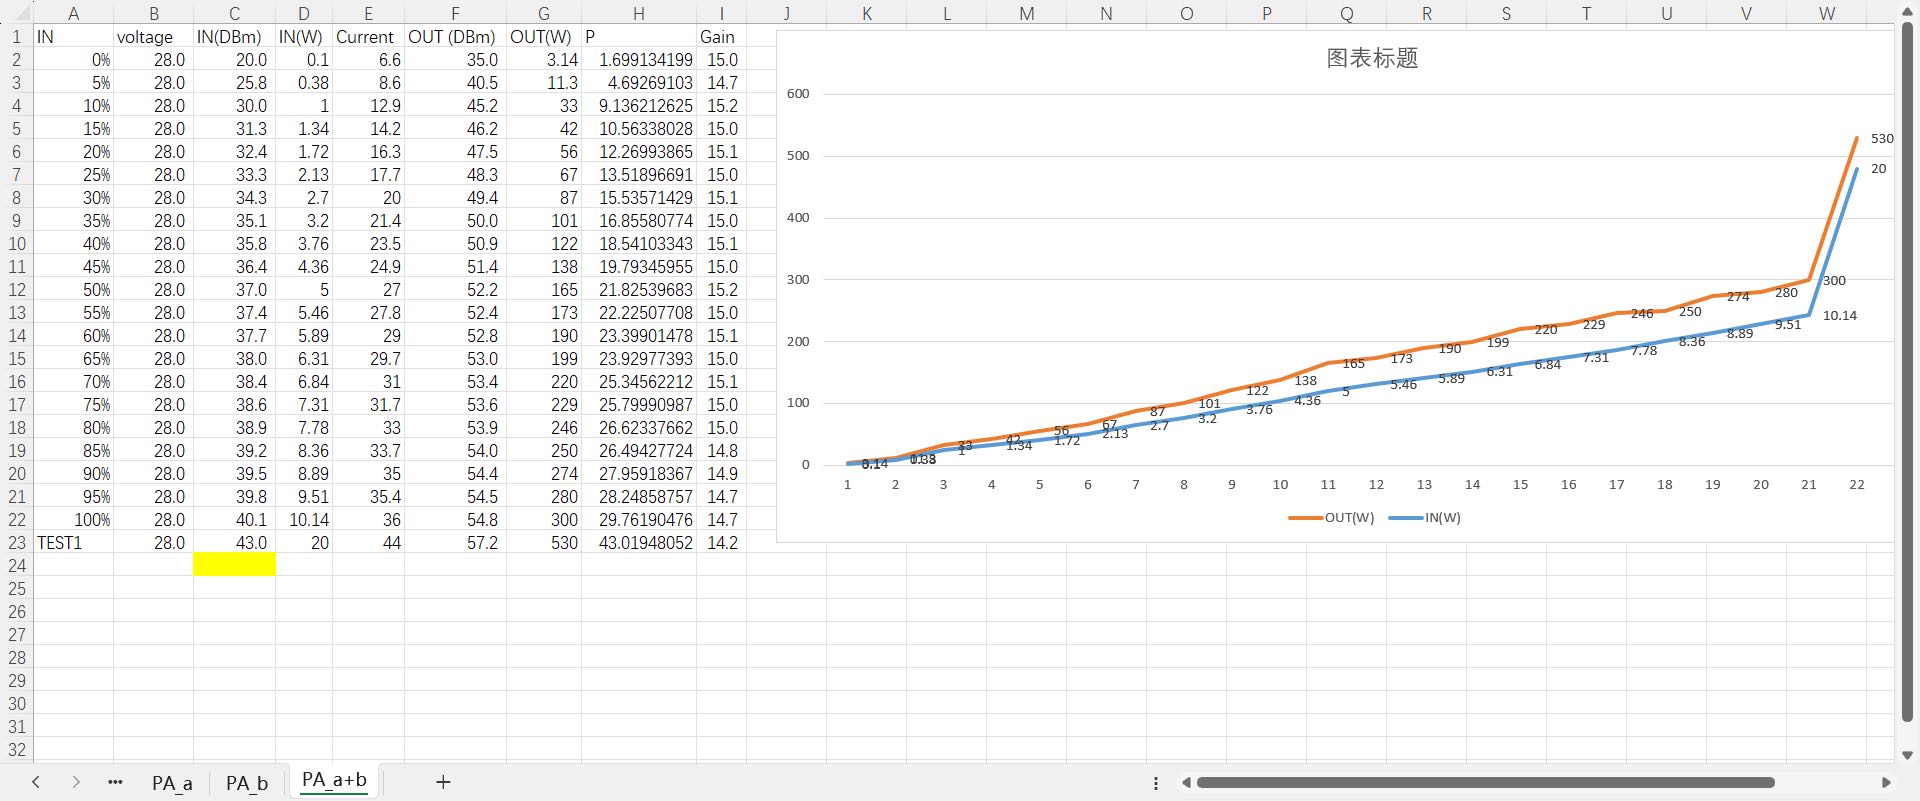 A B C D E F G H I J K L M N O P Q R S T U V W
1 IN voltage IN(DBm) IN(W) Current OUT (DBm) OUT(W) P Gain
2 0% 28.0 20.0 0.1 6.6 35.0 3.14 1.699134199 15.0
3 5% 28.0 25.8 0.38 8.6 40.5 11.3 4.69269103 14.7
4 10% 28.0 30.0 1 12.9 45.2 33 9.136212625 15.2
5 15% 28.0 31.3 1.34 14.2 46.2 42 10.56338028 15.0
6 20% 28.0 32.4 1.72 16.3 47.5 56 12.26993865 15.1
7 25% 28.0 33.3 2.13 17.7 48.3 67 13.51896691 15.0
8 30% 28.0 34.3 2.7 20 49.4 87 15.53571429 15.1
9 35% 28.0 35.1 3.2 21.4 50.0 101 16.85580774 15.0
10 40% 28.0 35.8 3.76 23.5 50.9 122 18.54103343 15.1
11 45% 28.0 36.4 4.36 24.9 51.4 138 19.79345955 15.0
12 50% 28.0 37.0 5 27 52.2 165 21.82539683 15.2
13 55% 28.0 37.4 5.46 27.8 52.4 173 22.22507708 15.0
14 60% 28.0 37.7 5.89 29 52.8 190 23.39901478 15.1
15 65% 28.0 38.0 6.31 29.7 53.0 199 23.92977393 15.0
16 70% 28.0 38.4 6.84 31 53.4 220 25.34562212 15.1
17 75% 28.0 38.6 7.31 31.7 53.6 229 25.79990987 15.0
18 80% 28.0 38.9 7.78 33 53.9 246 26.62337662 15.0
19 85% 28.0 39.2 8.36 33.7 54.0 250 26.49427724 14.8
20 90% 28.0 39.5 8.89 35 54.4 274 27.95918367 14.9
21 95% 28.0 39.8 9.51 35.4 54.5 280 28.24858757 14.7
22 100% 28.0 40.1 10.14 36 54.8 300 29.76190476 14.7
23 TEST1 28.0 43.0 20 44 57.2 530 43.01948052 14.2
24
25
26
27
28
29
30
31
32
图表标题
600
500
400
300
200
100
0
530
20
300
10.14
280
9.51
274
8.89
250
8.36
246
7.78
229
7.31
220
6.84
199
6.31
190
5.89
173
5.46
165
5
138
4.36
122
3.76
101
3.2
87
2.7
67
2.13
56
1.72
42
1.34
33
1
1 2 3 4 5 6 7 8 9 10 11 12 13 14 15 16 17 18 19 20 21 22
OUT(W) IN(W)
PA_a PA_b PA_a+b